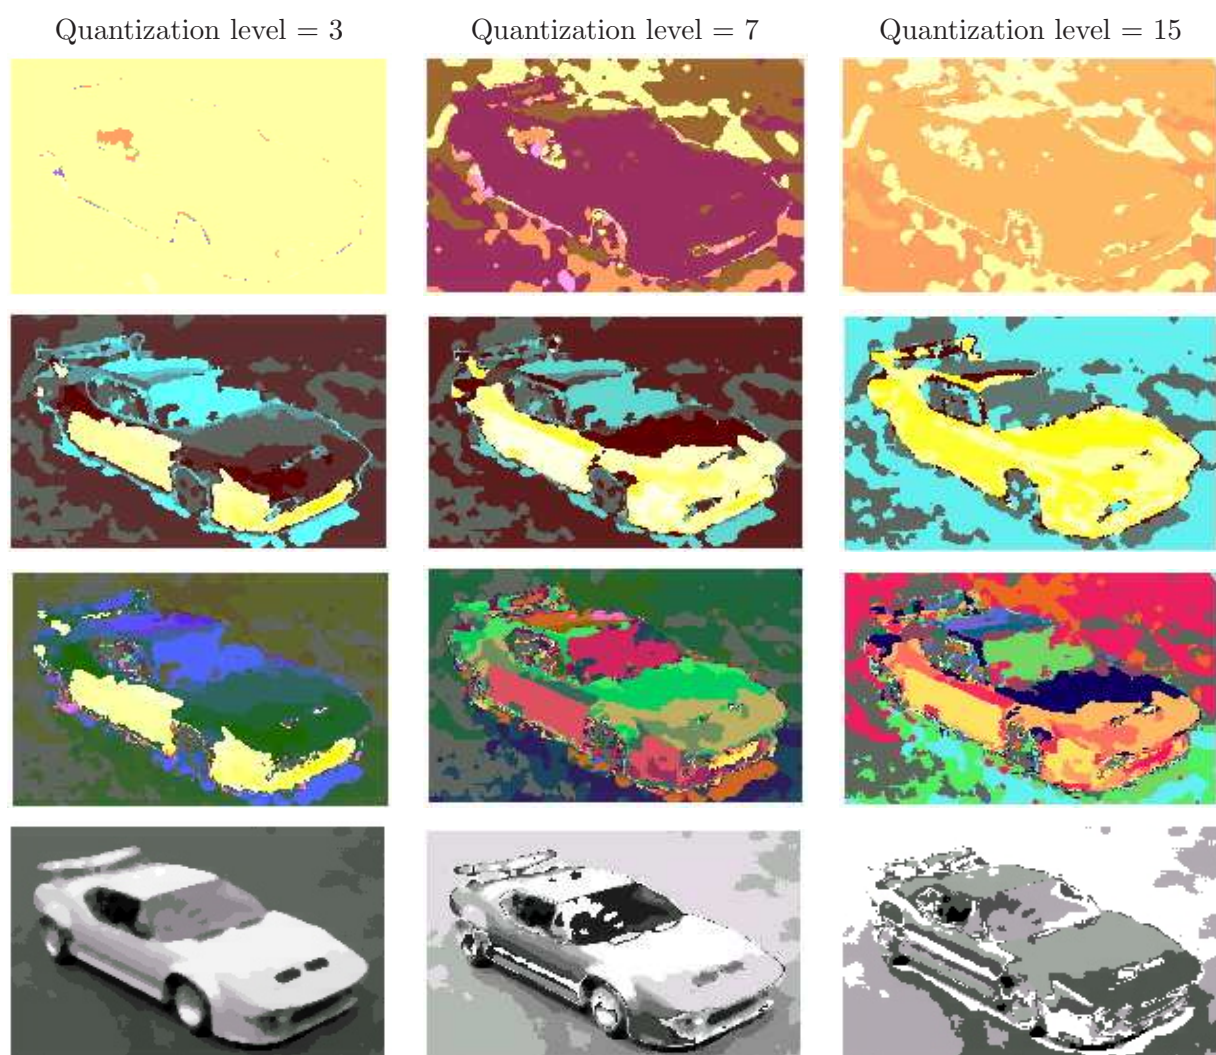 Quantization level = 3
Quantization level = 7
Quantization level = 15